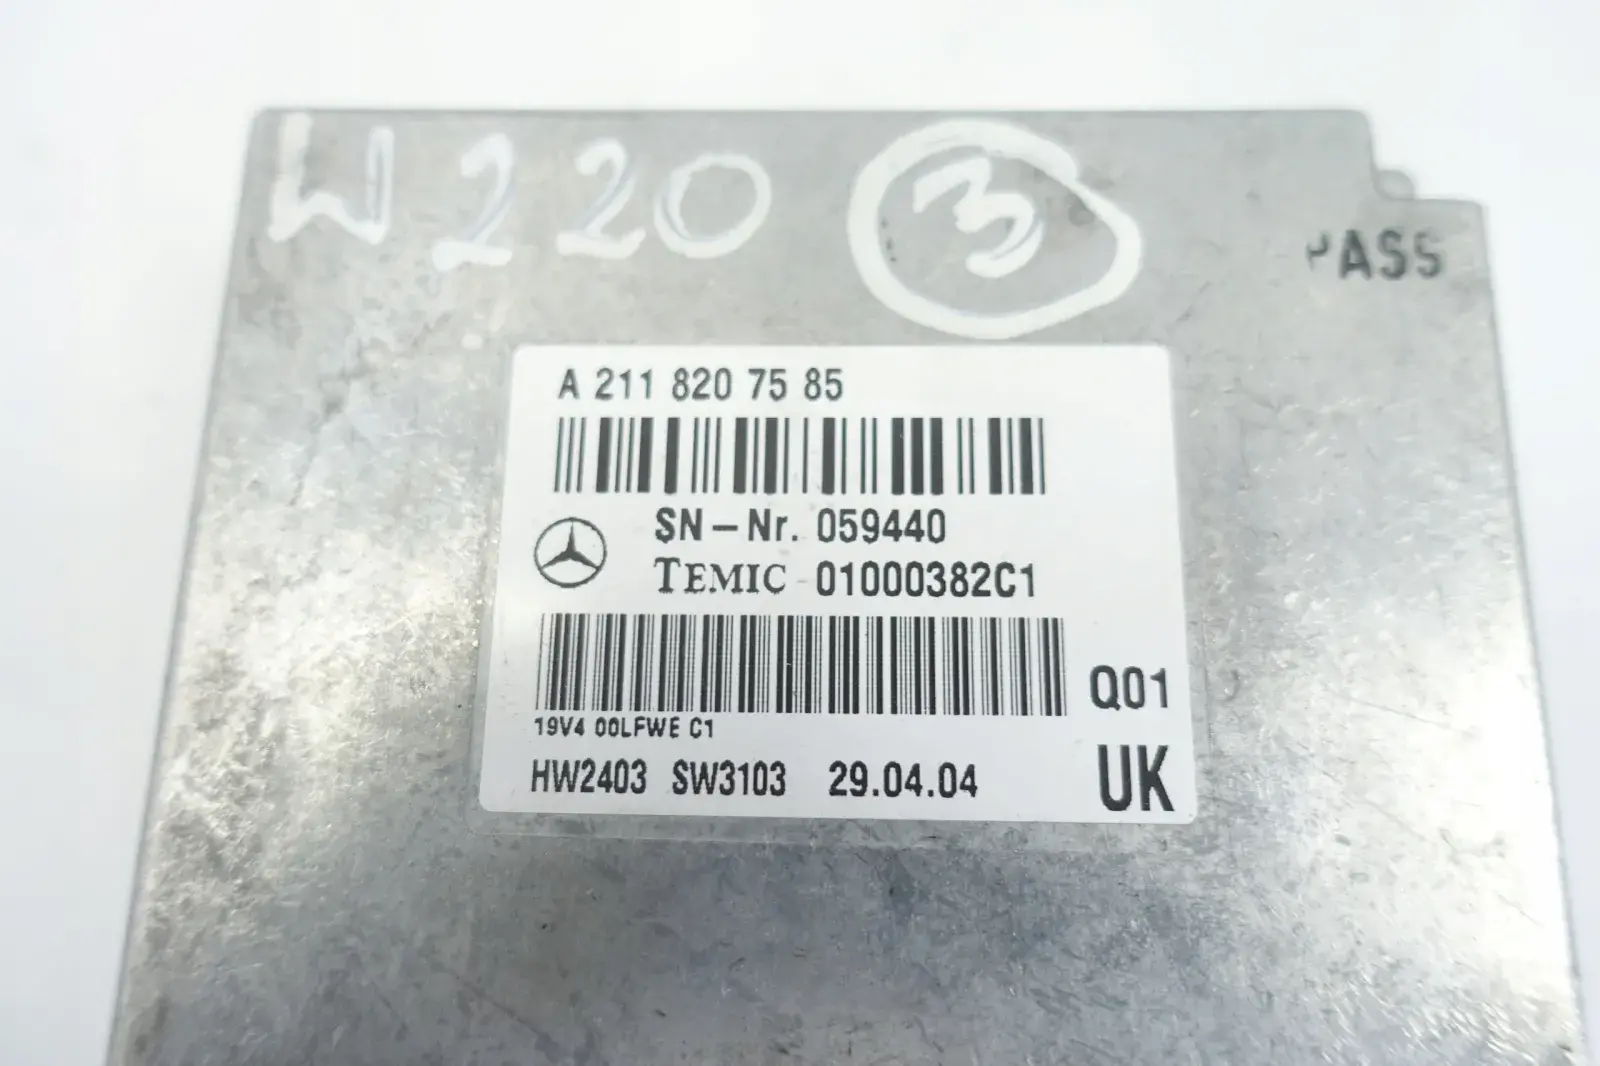 W220 3
PASS
A 211 820 75 85
SN-Nr. 059440
TEMIC 01000382C1
Q01
19V4 00LFWE C1
HW2403 SW3103 29.04.04
UK